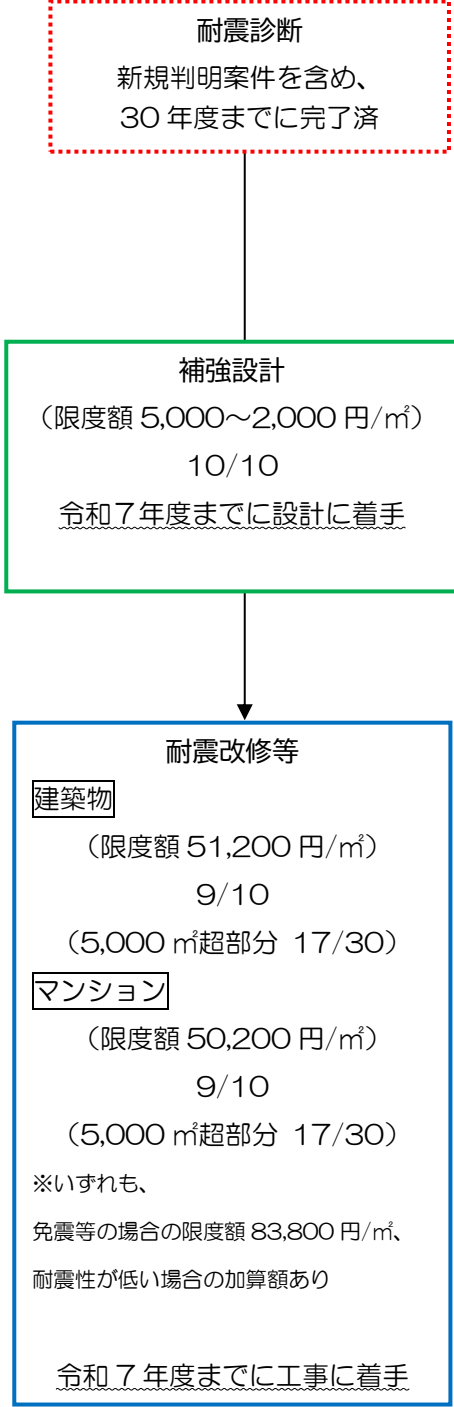 耐震診断
新規判明案件を含め、
30 年度までに完了済
補強設計
（限度額 5,000～2,000 円/㎡）
10/10
令和７年度までに設計に着手
耐震改修等
建築物
（限度額 51,200 円/㎡）
9/10
（5,000 ㎡超部分 17/30）
マンション
（限度額 50,200 円/㎡）
9/10
（5,000 ㎡超部分 17/30）
※いずれも、
免震等の場合の限度額 83,800 円/㎡、
耐震性が低い場合の加算額あり
令和 7 年度までに工事に着手